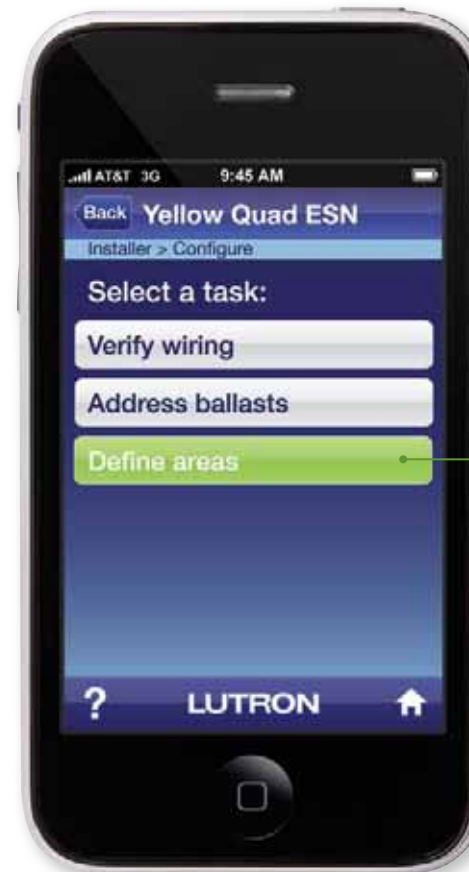 AT&T 3G 9:45 AM
Back Yellow Quad ESN
Installer > Configure
Select a task:
Verify wiring
Address ballasts
Define areas
? LUTRON